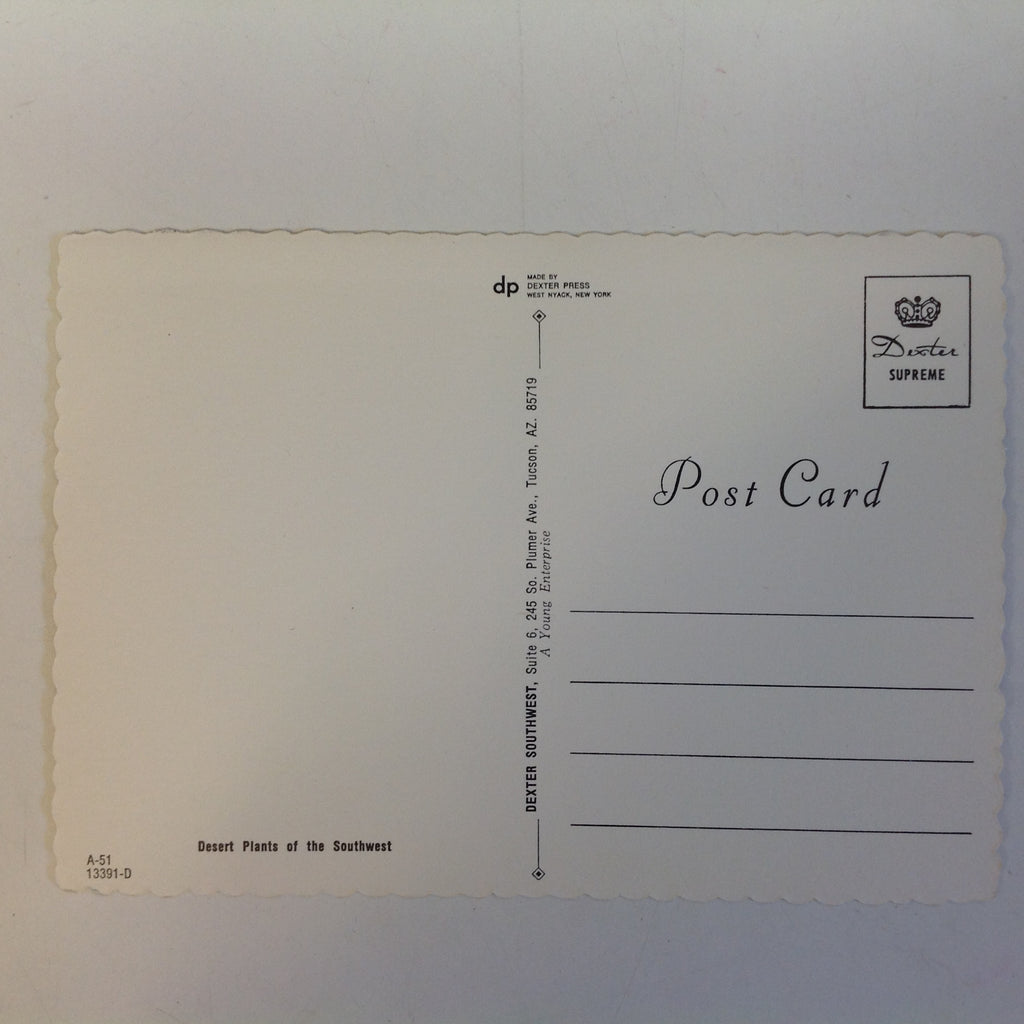 dp
MADE BY
DEXTER PRESS
WEST NYACK, NEW YORK
Dexter
SUPREME
Post Card
DEXTER SOUTHWEST, Suite 6, 245 So. Plumer Ave., Tucson, AZ. 85719
A Young Enterprise
Desert Plants of the Southwest
A-51
13391-D